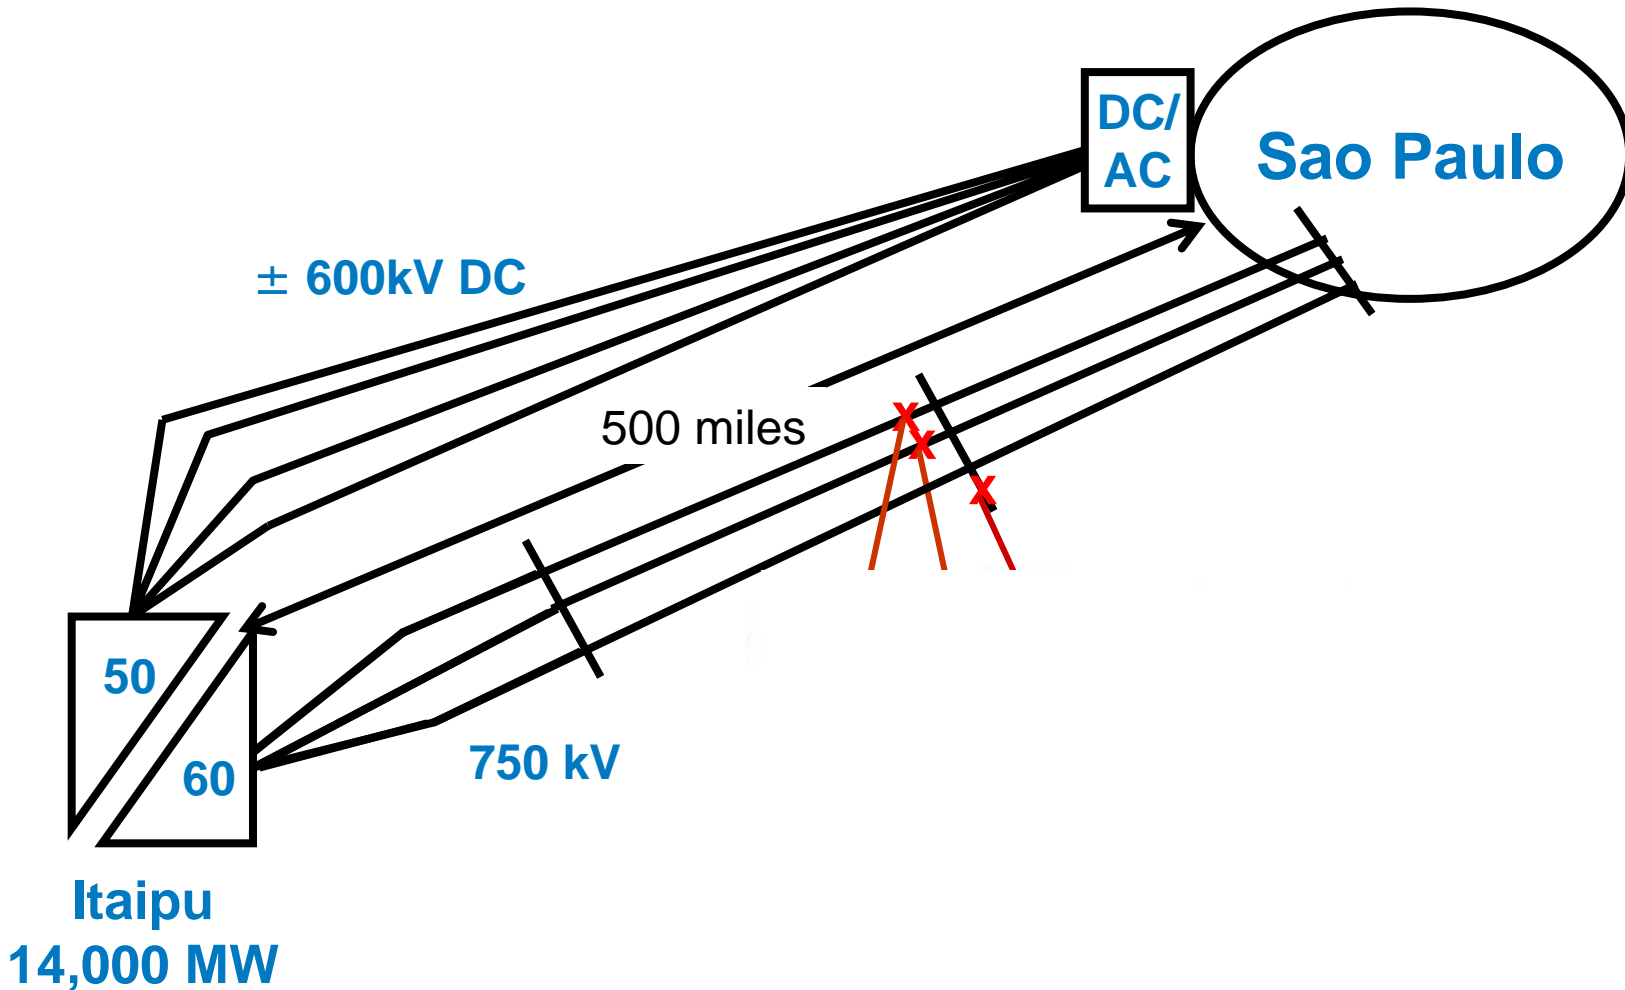 DC/
AC
Sao Paulo
± 600kV DC
500 miles
x
x
x
50
60
750 kV
Itaipu
14,000 MW